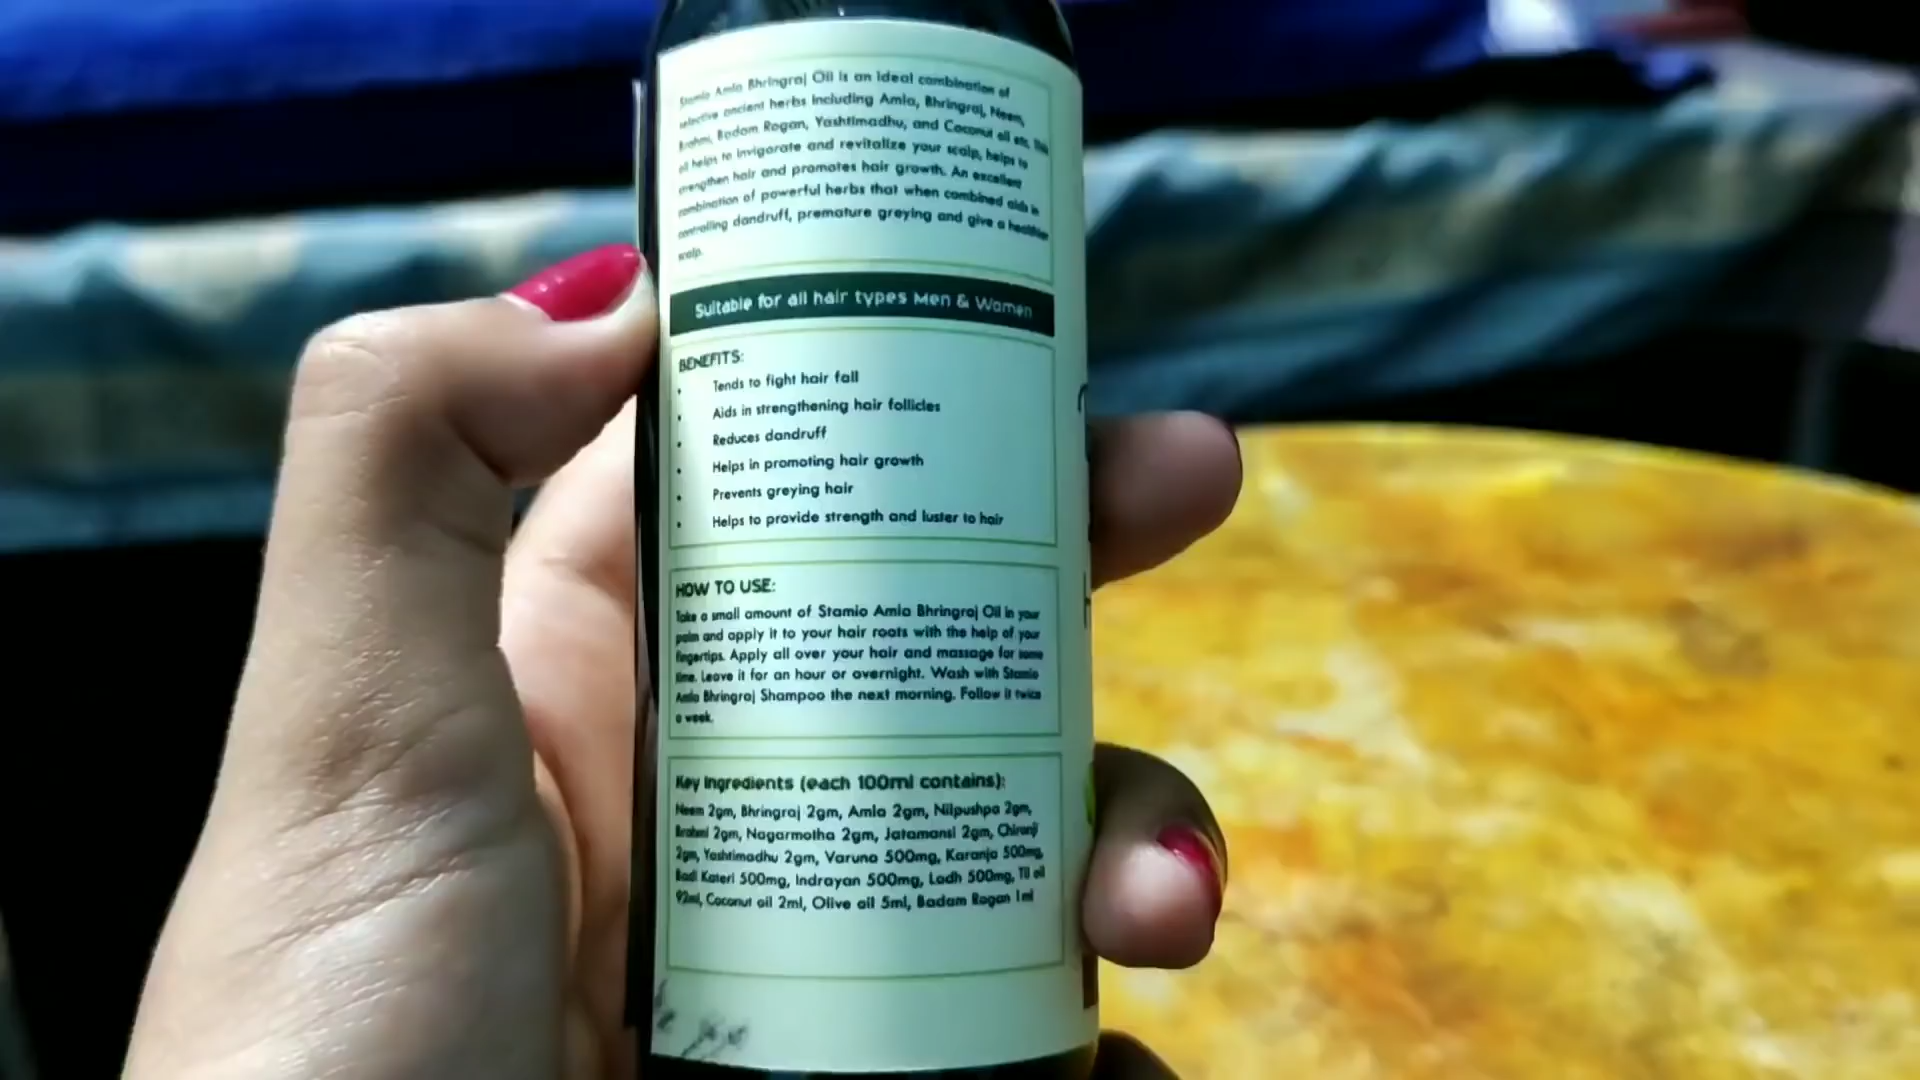 Stamio Amla Bhringraj Oil is an ideal combination of
selective ancient herbs including Amla, Bhringraj, Neem,
Brahmi, Badam Rogan, Yashtimadhu, and Coconut oil etc. This
oil helps to invigorate and revitalize your scalp, helps to
strengthen hair and promotes hair growth. An excellent
combination of powerful herbs that when combined aids in
controlling dandruff, premature greying and give a healthier
scalp.
Suitable for all hair types Men & Women
BENEFITS:
• Tends to fight hair fall
• Aids in strengthening hair follicles
• Reduces dandruff
• Helps in promoting hair growth
• Prevents greying hair
• Helps to provide strength and luster to hair
HOW TO USE:
Take a small amount of Stamio Amla Bhringraj Oil in your
palm and apply it to your hair roots with the help of your
fingertips. Apply all over your hair and massage for some
time. Leave it for an hour or overnight. Wash with Stamio
Amla Bhringraj Shampoo the next morning. Follow it twice
a week.
Key Ingredients (each 100ml contains):
Neem 2gm, Bhringraj 2gm, Amla 2gm, Nilpushpa 2gm,
Brahmi 2gm, Nagarmotha 2gm, Jatamansi 2gm, Chironji
2gm, Yashtimadhu 2gm, Varuna 500mg, Karanja 500mg,
Badi Kateri 500mg, Indrayan 500mg, Lodh 500mg, Til oil
92ml, Coconut oil 2ml, Olive oil 5ml, Badam Rogan 1ml